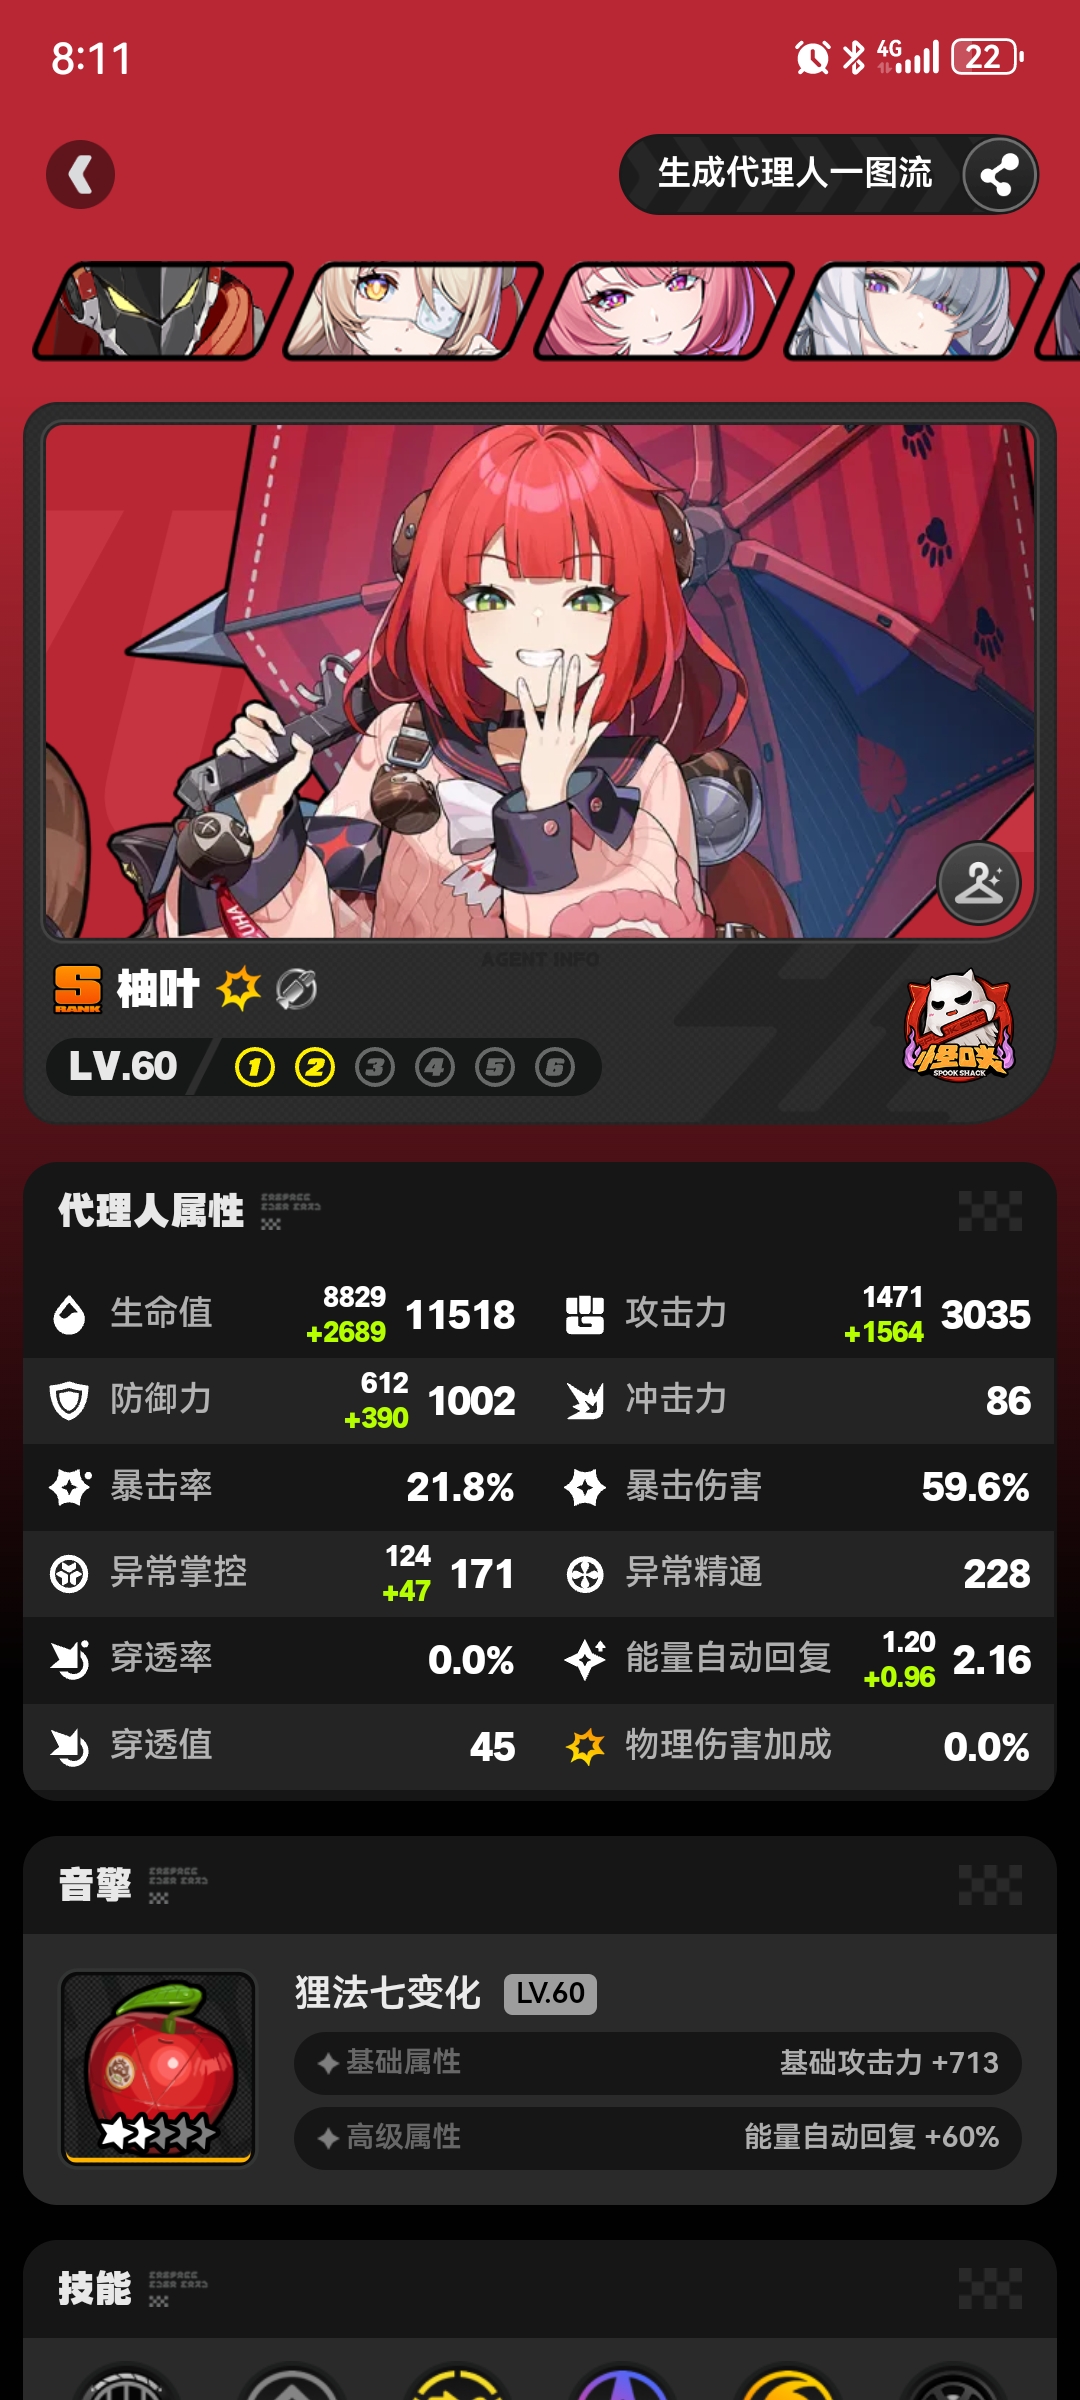 8:11
4G
22
生成代理人一图流
UHA
AGENT INFO
S
RANK
柚叶
LV.60
1 2 3 4 5 6
怪啖
SPOOK SHACK
代理人属性
生命值 8829 +2689 11518
攻击力 1471 +1564 3035
防御力 612 +390 1002
冲击力 86
暴击率 21.8%
暴击伤害 59.6%
异常掌控 124 +47 171
异常精通 228
穿透率 0.0%
能量自动回复 1.20 +0.96 2.16
穿透值 45
物理伤害加成 0.0%
音擎
狸法七变化 LV.60
基础属性 基础攻击力 +713
高级属性 能量自动回复 +60%
技能